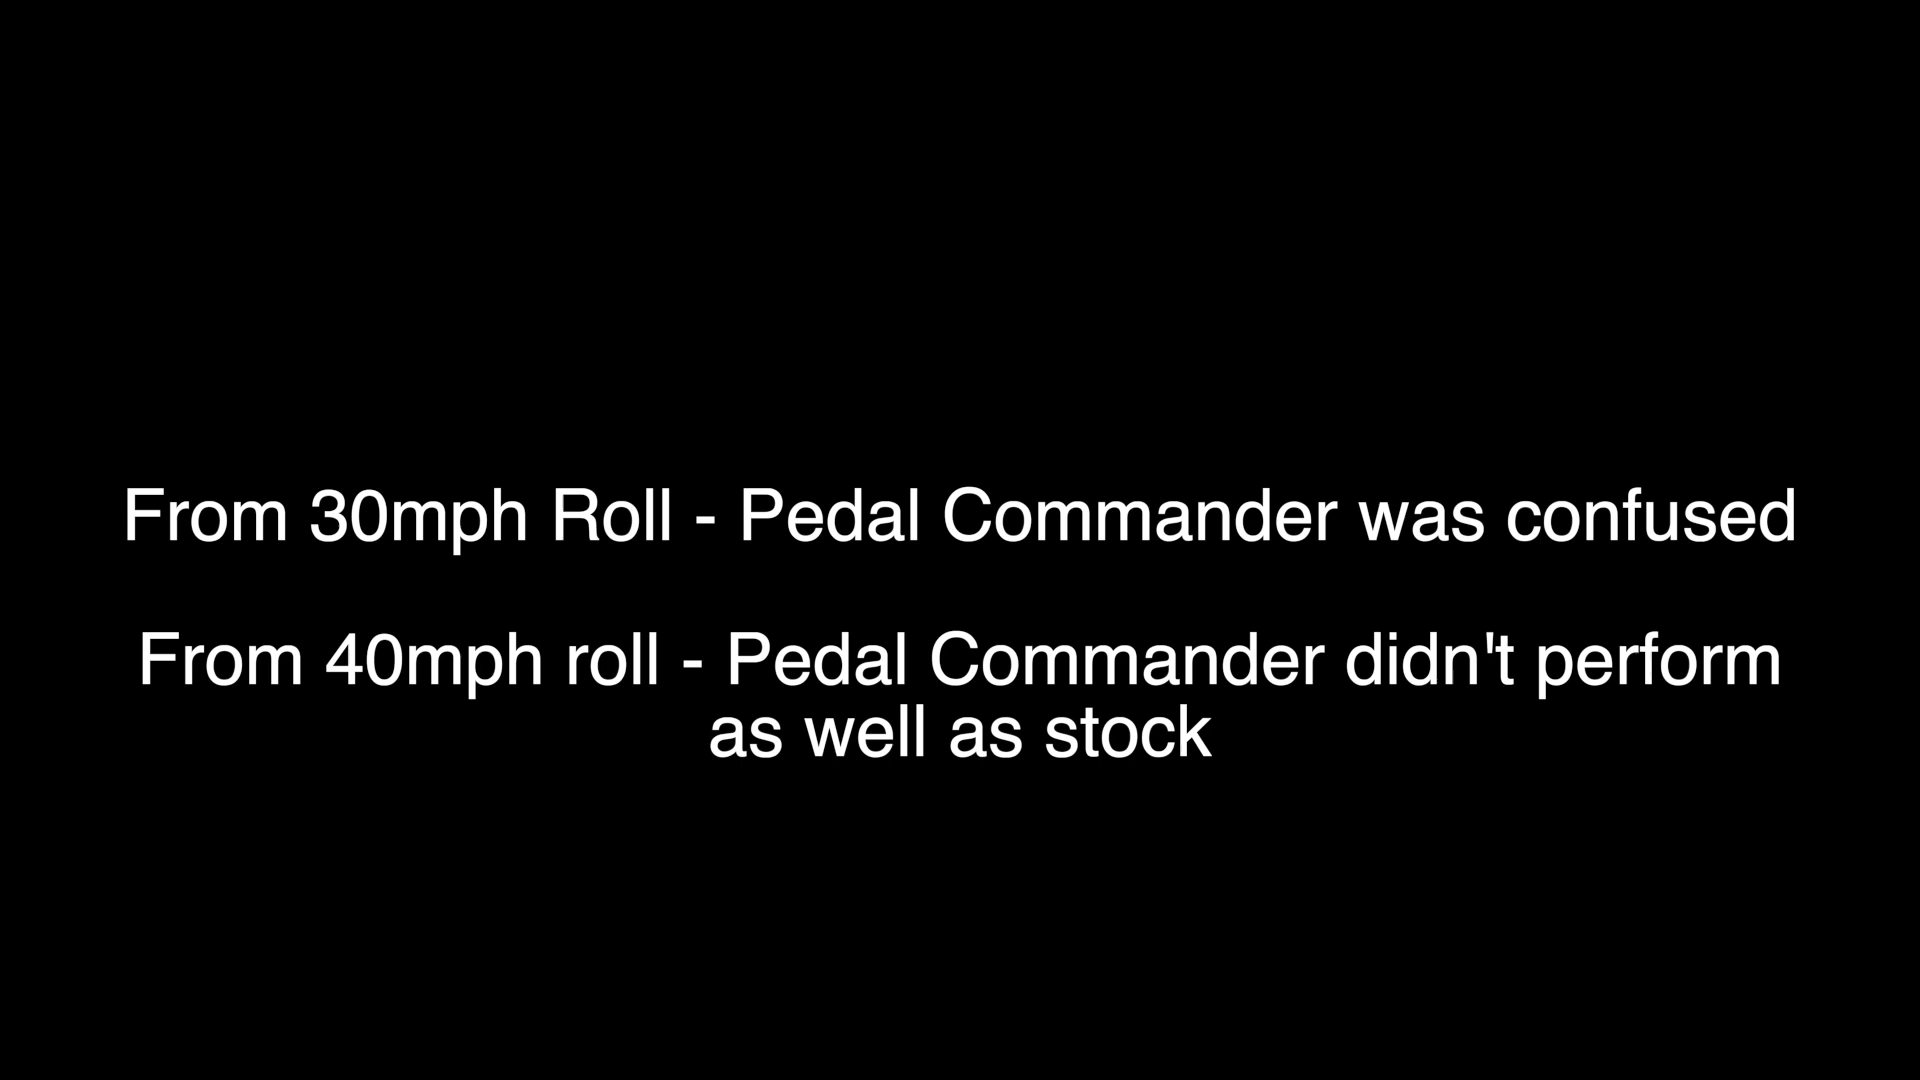 From 30mph Roll - Pedal Commander was confused
From 40mph roll - Pedal Commander didn't perform
as well as stock